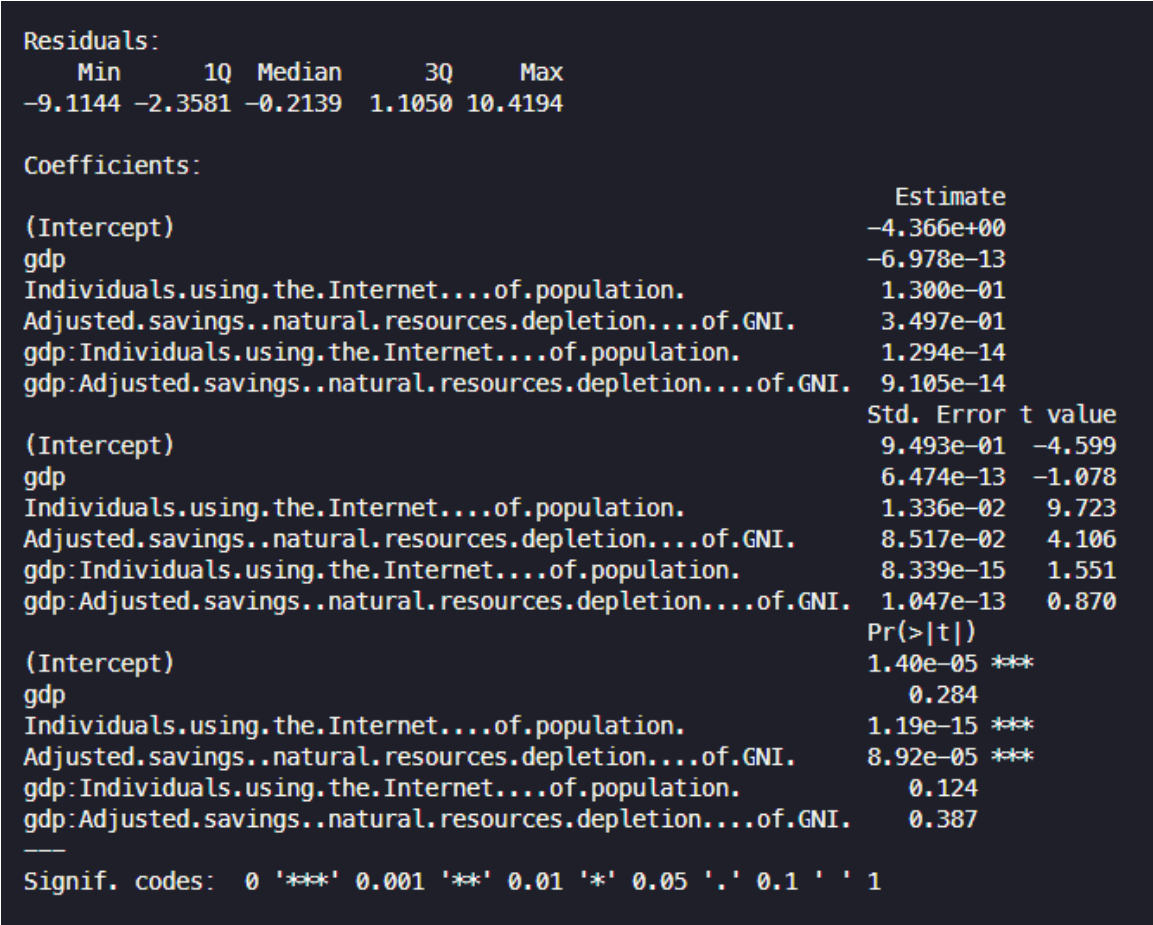 Residuals:
    Min      1Q  Median      3Q     Max
-9.1144 -2.3581 -0.2139  1.1050 10.4194
Coefficients:
                                                               Estimate
(Intercept)                                                  -4.366e+00
gdp                                                          -6.978e-13
Individuals.using.the.Internet....of.population.              1.300e-01
Adjusted.savings..natural.resources.depletion....of.GNI.      3.497e-01
gdp:Individuals.using.the.Internet....of.population.          1.294e-14
gdp:Adjusted.savings..natural.resources.depletion....of.GNI.  9.105e-14
                                                             Std. Error t value
(Intercept)                                                   9.493e-01  -4.599
gdp                                                           6.474e-13  -1.078
Individuals.using.the.Internet....of.population.              1.336e-02   9.723
Adjusted.savings..natural.resources.depletion....of.GNI.      8.517e-02   4.106
gdp:Individuals.using.the.Internet....of.population.          8.339e-15   1.551
gdp:Adjusted.savings..natural.resources.depletion....of.GNI.  1.047e-13   0.870
                                                             Pr(>|t|)
(Intercept)                                                  1.40e-05 ***
gdp                                                             0.284
Individuals.using.the.Internet....of.population.             1.19e-15 ***
Adjusted.savings..natural.resources.depletion....of.GNI.     8.92e-05 ***
gdp:Individuals.using.the.Internet....of.population.            0.124
gdp:Adjusted.savings..natural.resources.depletion....of.GNI.    0.387
---
Signif. codes:  0 '***' 0.001 '**' 0.01 '*' 0.05 '.' 0.1 ' ' 1